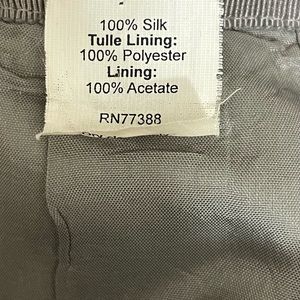 100% Silk
Tulle Lining:
100% Polyester
Lining:
100% Acetate
RN77388